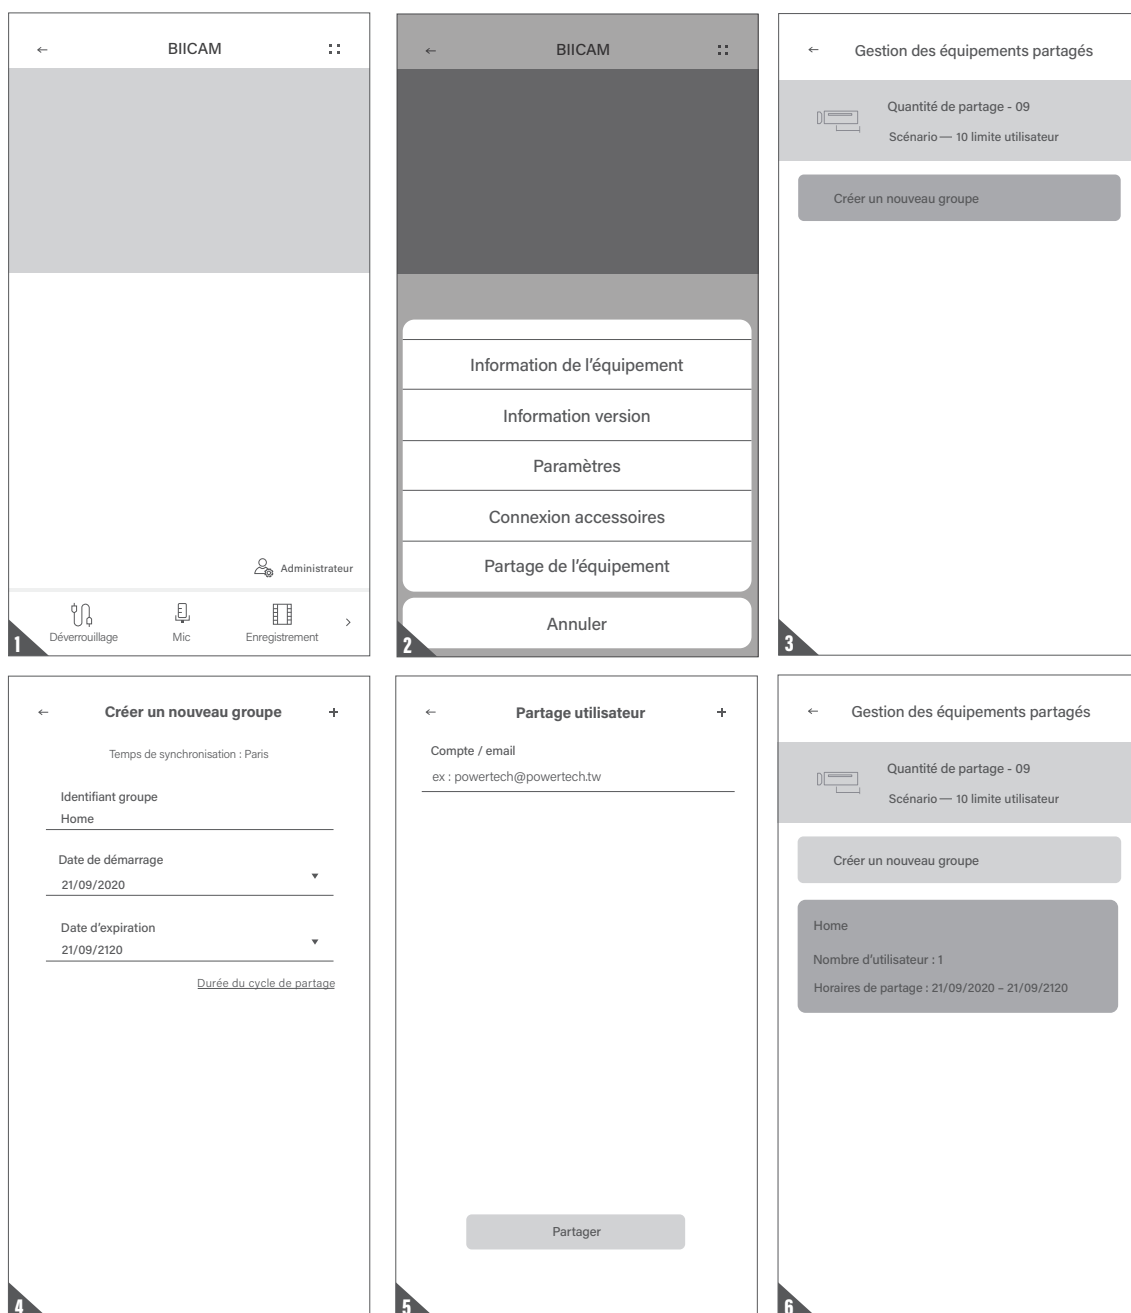 BIICAM
Administrateur
Déverrouillage
Mic
Enregistrement
1
BIICAM
Information de l'équipement
Information version
Paramètres
Connexion accessoires
Partage de l'équipement
Annuler
2
Gestion des équipements partagés
Quantité de partage - 09
Scénario — 10 limite utilisateur
Créer un nouveau groupe
3
Créer un nouveau groupe +
Temps de synchronisation : Paris
Identifiant groupe
Home
Date de démarrage
21/09/2020
Date d'expiration
21/09/2120
Durée du cycle de partage
4
Partage utilisateur +
Compte / email
ex : powertech@powertech.tw
Partager
5
Gestion des équipements partagés
Quantité de partage - 09
Scénario — 10 limite utilisateur
Créer un nouveau groupe
Home
Nombre d'utilisateur : 1
Horaires de partage : 21/09/2020 – 21/09/2120
6